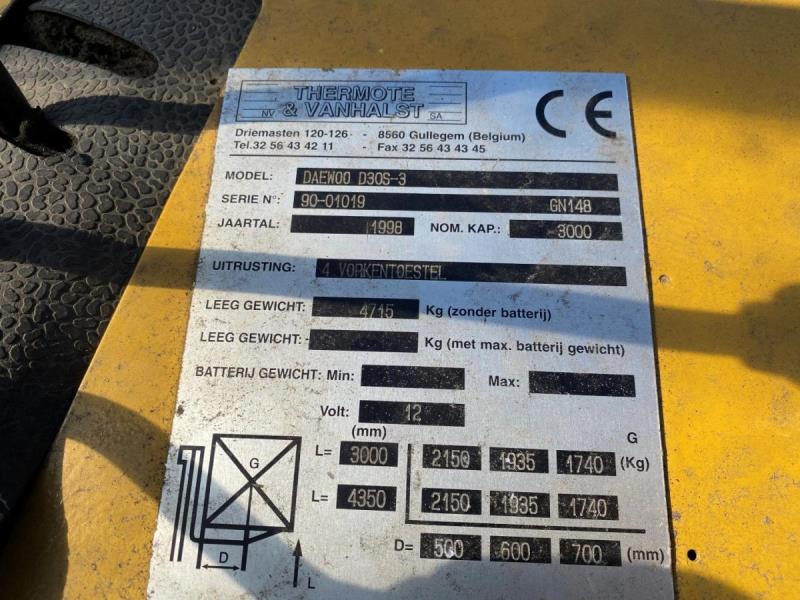 THERMOTE
NV & VANHALST SA
CE
Driemasten 120-126 - 8560 Gullegem (Belgium)
Tel.32 56 43 42 11 - Fax 32 56 43 43 45
MODEL: DAEWOO D30S-3
SERIE N°: 90-01019 GN148
JAARTAL: 1998 NOM. KAP.: 3000
UITRUSTING: 4 VORKENTOESTEL
LEEG GEWICHT: 4715 Kg (zonder batterij)
LEEG GEWICHT: Kg (met max. batterij gewicht)
BATTERIJ GEWICHT: Min: Max:
Volt: 12
(mm) G
L= 3000 2150 1935 1740 (Kg)
G
L= 4350 2150 1935 1740
D= 500 600 700 (mm)
D
L